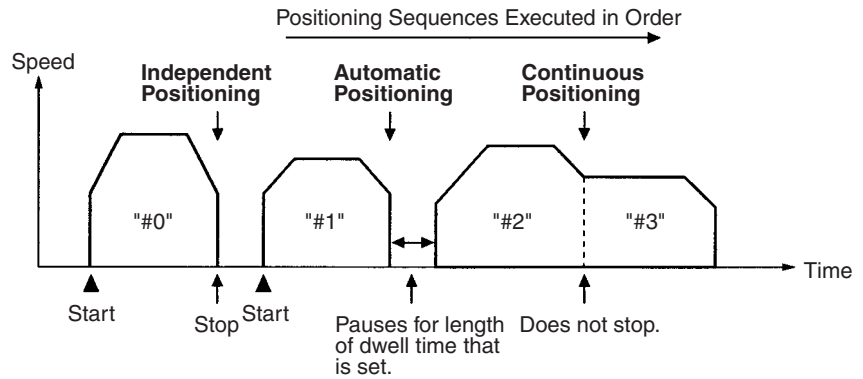 Positioning Sequences Executed in Order
Speed
Independent
Positioning
Automatic
Positioning
Continuous
Positioning
"#0"
"#1"
"#2"
"#3"
Time
Start
Stop
Start
Pauses for length
of dwell time that
is set.
Does not stop.